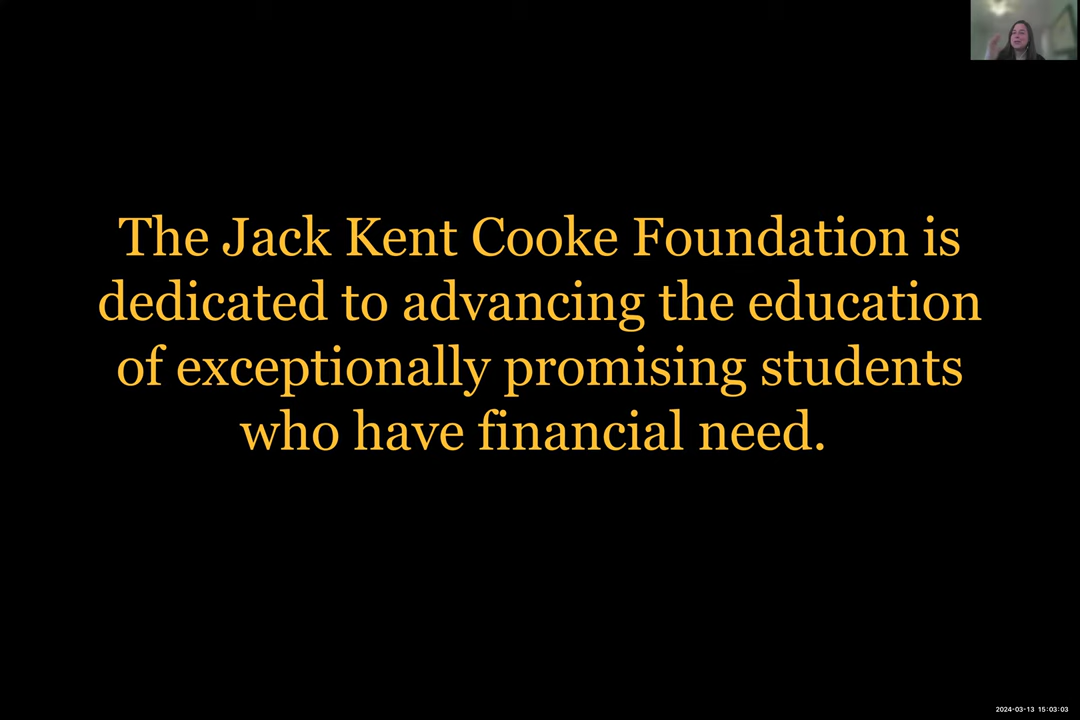 The Jack Kent Cooke Foundation is
dedicated to advancing the education
of exceptionally promising students
who have financial need.
2024-03-13 15:03:03